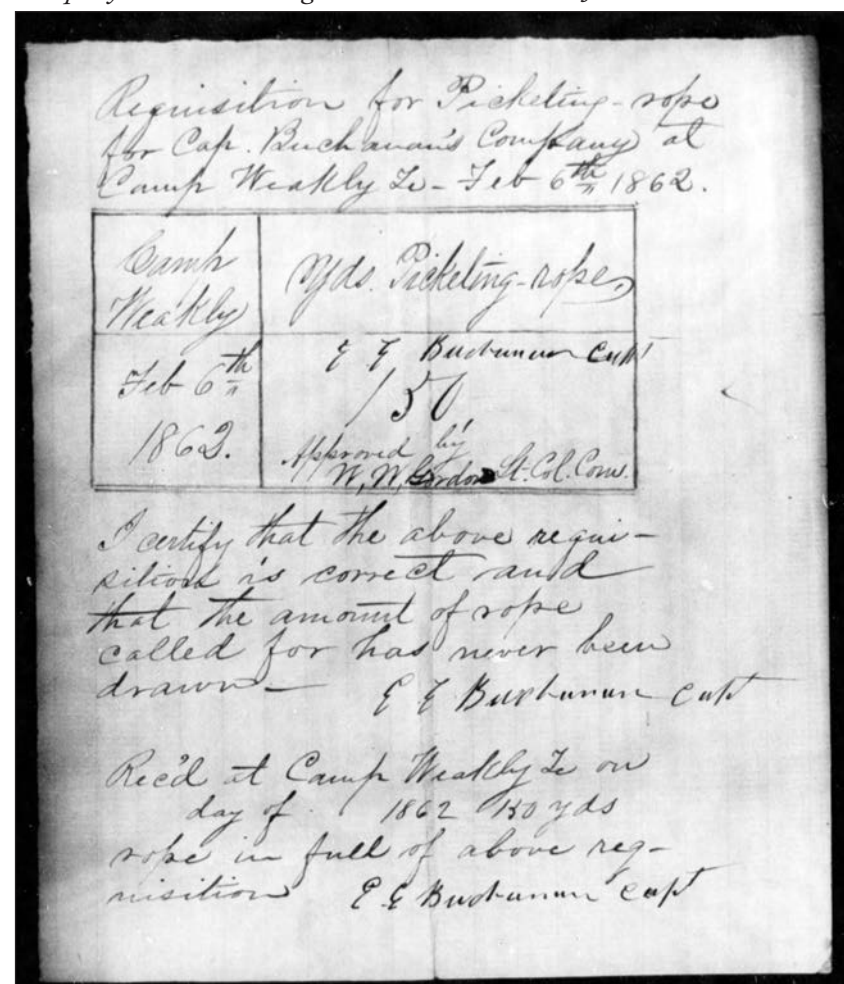 Requisition for Picketing-rope
for Cap. Buchanan's Company at
Camp Weakly Te - Feb 6th 1862.
Camp
Weakly
Yds. Picketing-rope,
Feb 6th
1862.
E E Buchanan Capt
150
Approved by
W, W, Gordon Lt. Col. Com.
I certify that the above requi-
sition is correct and
that the amount of rope
called for has never been
drawn—
E E Buchanan Capt
Rec'd at Camp Weakly Te on
day of 1862 150 yds
rope in full of above req-
uisition E E Buchanan Capt